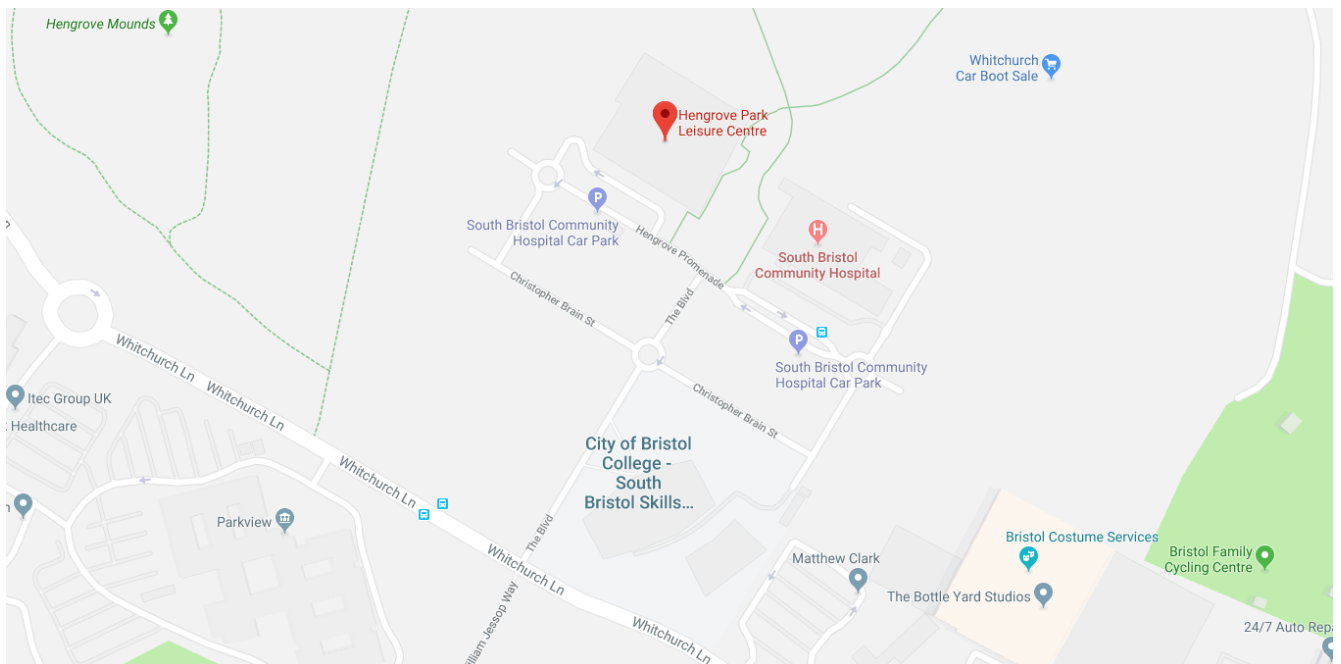 Hengrove Mounds
Whitchurch
Car Boot Sale
Hengrove Park
Leisure Centre
P
South Bristol Community
Hospital Car Park
Hengrove Promenade
H
South Bristol
Community Hospital
Christopher Brain St
The Blvd
P
South Bristol Community
Hospital Car Park
Whitchurch Ln
Whitchurch Ln
Itec Group UK
Healthcare
Christopher Brain St
City of Bristol
College -
South
Bristol Skills...
Whitchurch Ln
Parkview
The Blvd
Whitchurch Ln
Bristol Costume Services
Matthew Clark
Bristol Family
Cycling Centre
The Bottle Yard Studios
Whitchurch Ln
24/7 Auto Repa
lliam Jessop Way